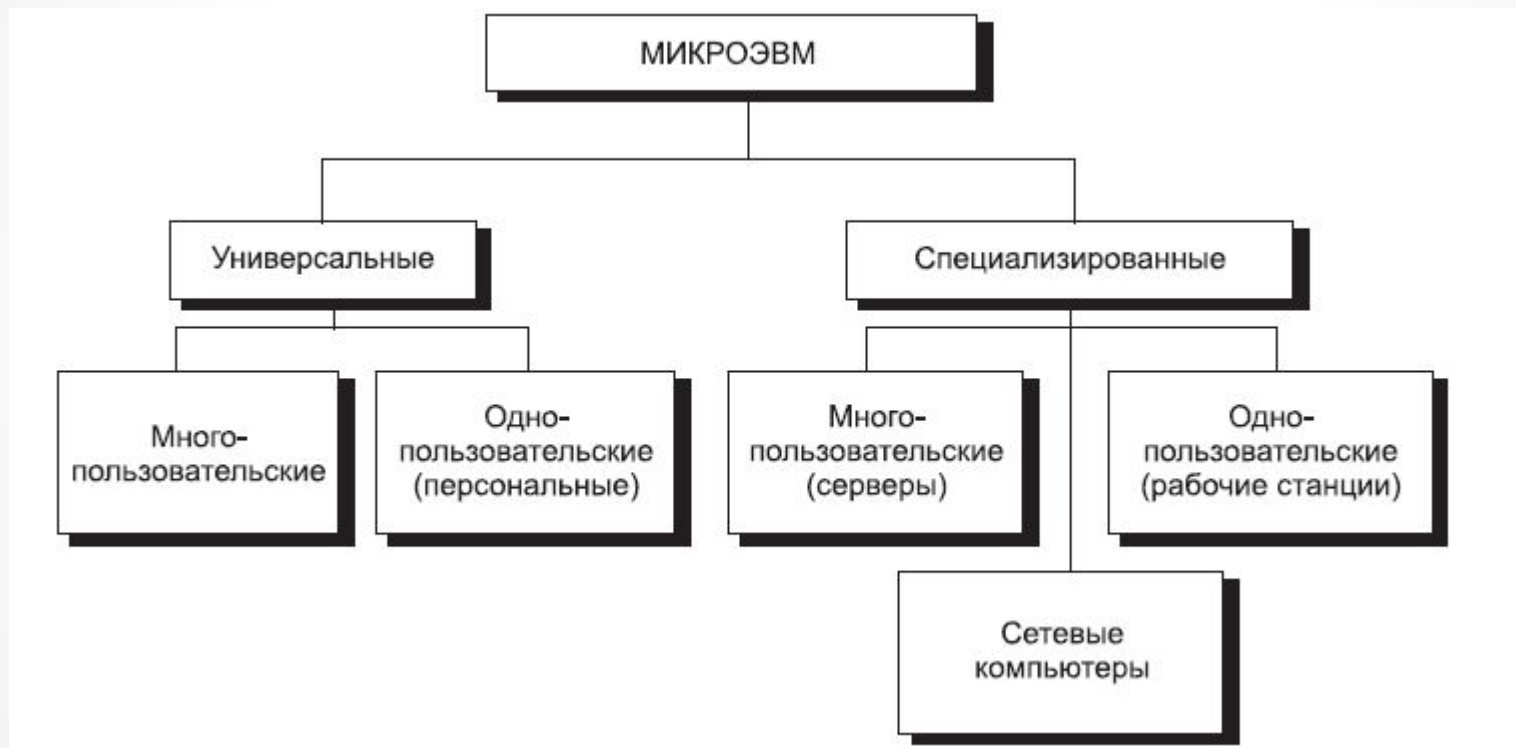 МИКРОЭВМ
Универсальные
Специализированные
Много-
пользовательские
Одно-
пользовательские
(персональные)
Много-
пользовательские
(серверы)
Одно-
пользовательские
(рабочие станции)
Сетевые
компьютеры